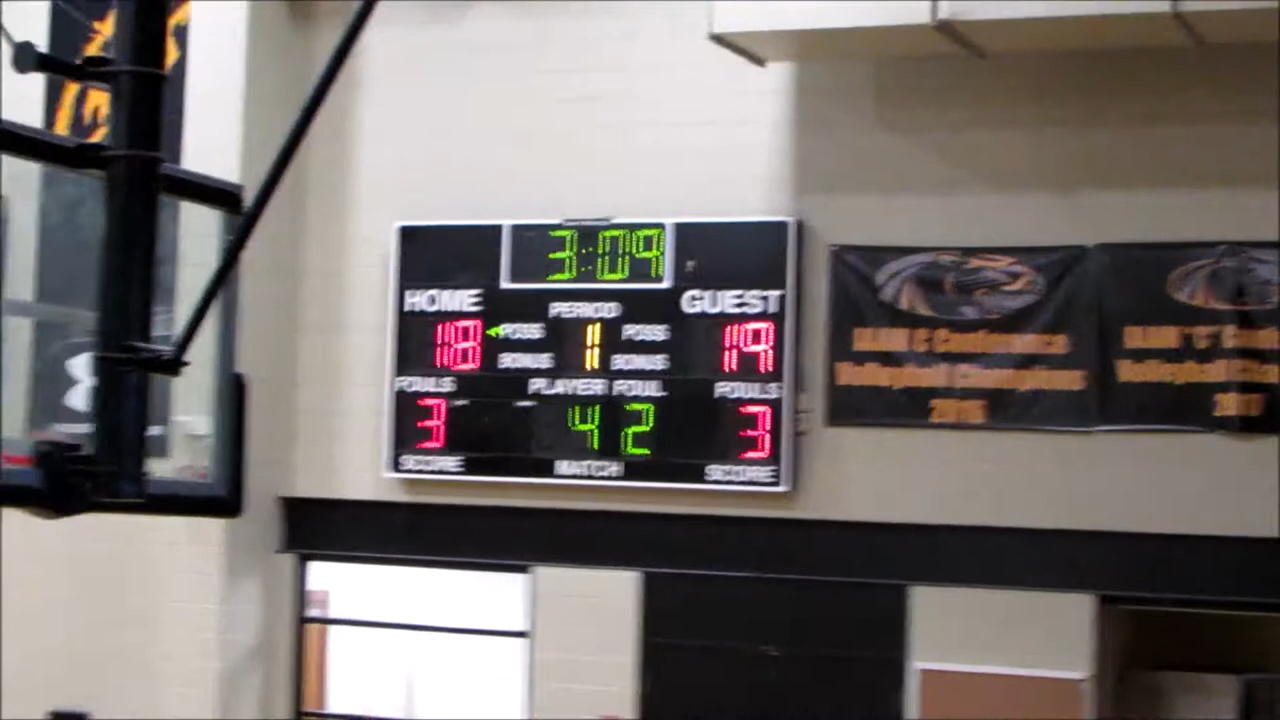 3:09
HOME PERIOD GUEST
18 POSS 1 POSS 19
BONUS BONUS
FOULS PLAYER FOUL FOULS
3 4 2 3
SCORE MATCH SCORE
Conference
Volleyball Champions
Volleyball